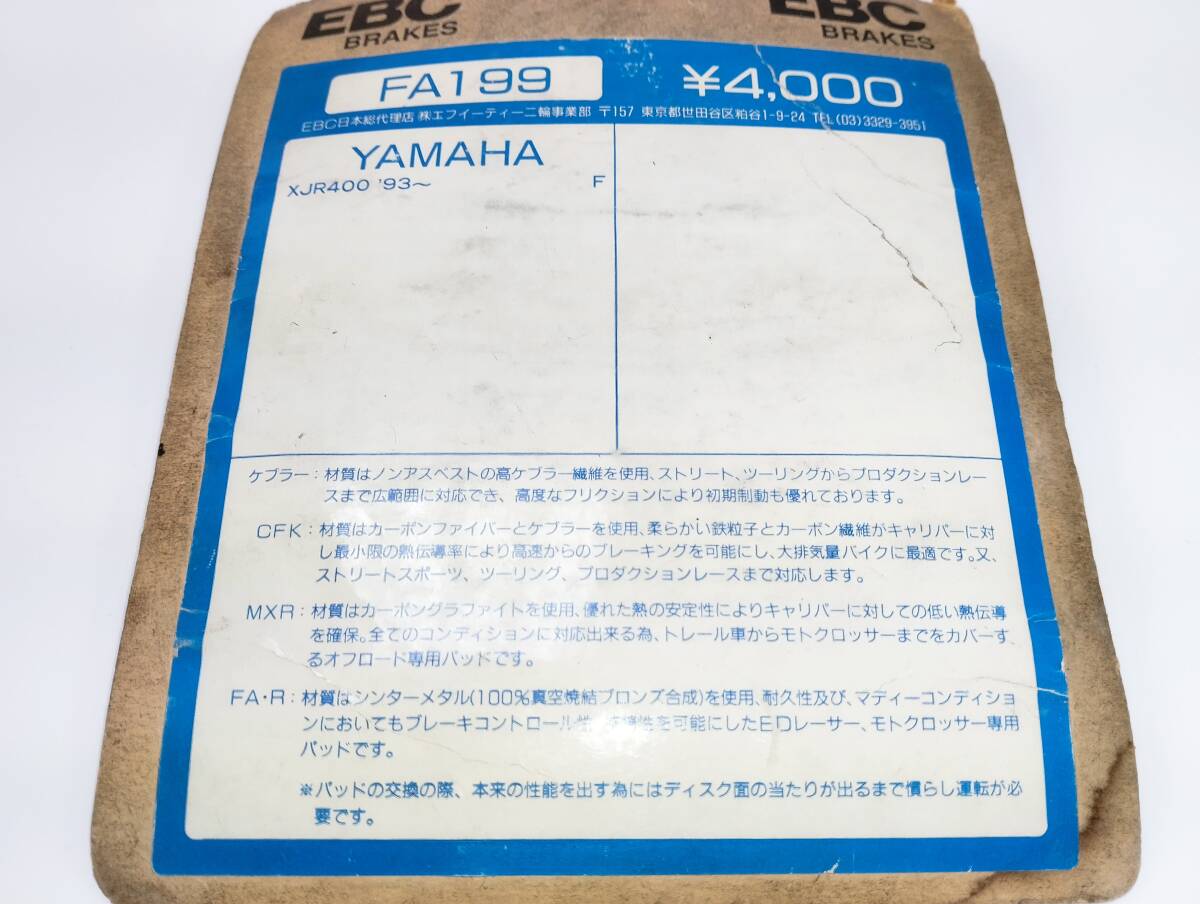 EBC EBC
BRAKES BRAKES
FA199 ¥4,000
EBC日本総代理店 ㈱エフイーティー二輪事業部 〒157 東京都世田谷区粕谷1-9-24 TEL(03)3329-3951
YAMAHA
XJR400 '93〜 F
ケブラー：材質はノンアスベストの高ケブラー繊維を使用、ストリート、ツーリングからプロダクションレー
スまで広範囲に対応でき、高度なフリクションにより初期制動も優れております。
CFK：材質はカーボンファイバーとケブラーを使用、柔らかい鉄粒子とカーボン繊維がキャリパーに対
し最小限の熱伝導率により高速からのブレーキングを可能にし、大排気量バイクに最適です。又、
ストリートスポーツ、ツーリング、プロダクションレースまで対応します。
MXR：材質はカーボングラファイトを使用、優れた熱の安定性によりキャリパーに対しての低い熱伝導
を確保。全てのコンディションに対応出来る為、トレール車からモトクロッサーまでをカバーす
るオフロード専用パッドです。
FA・R：材質はシンターメタル(100%真空焼結ブロンズ合成)を使用、耐久性及び、マディーコンディショ
ンにおいてもブレーキコントロール性 性を可能にしたEDレーサー、モトクロッサー専用
パッドです。
※パッドの交換の際、本来の性能を出す為にはディスク面の当たりが出るまで慣らし運転が必
要です。